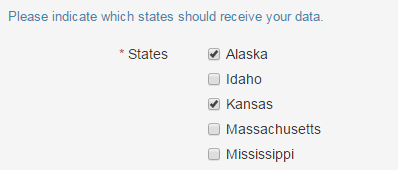 Please indicate which states should receive your data.
* States Alaska
Idaho
Kansas
Massachusetts
Mississippi